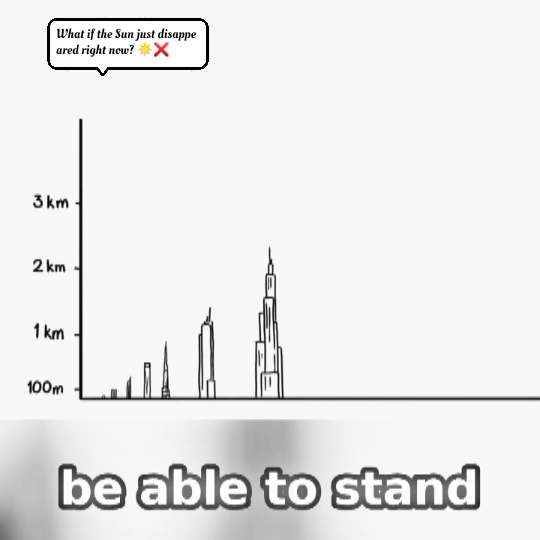 What if the Sun just disappe
ared right now? ☀️❌
3 km
2 km
1 km
100m
be able to stand